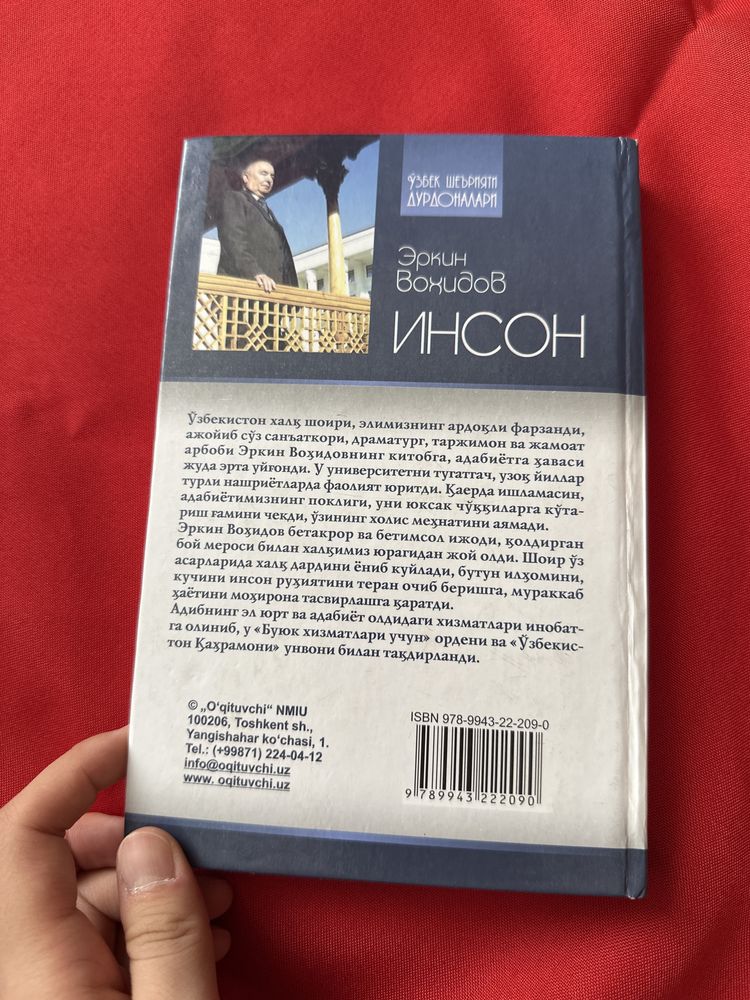 ЎЗБЕК ШЕЪРИЯТИ
ДУРДОНАЛАРИ
Эркин
Воҳидов
ИНСОН
Ўзбекистон халқ шоири, элимизнинг ардоқли фарзанди,
ажойиб сўз санъаткори, драматург, таржимон ва жамоат
арбоби Эркин Воҳидовнинг китобга, адабиётга ҳаваси
жуда эрта уйғонди. У университетни тугатгач, узоқ йиллар
турли нашриётларда фаолият юритди. Қаерда ишламасин,
адабиётимизнинг поклиги, уни юксак чўққиларга кўта-
риш ғамини чекди, ўзининг холис меҳнатини аямади.
Эркин Воҳидов бетакрор ва бетимсол ижоди, қолдирган
бой мероси билан халқимиз юрагидан жой олди. Шоир ўз
асарларида халқ дардини ёниб куйлади, бутун илҳомини,
кучини инсон руҳиятини теран очиб беришга, мураккаб
ҳаётини моҳирона тасвирлашга қаратди.
Адибнинг эл юрт ва адабиёт олдидаги хизматлари инобат-
га олиниб, у «Буюк хизматлари учун» ордени ва «Ўзбекис-
тон Қаҳрамони» унвони билан тақдирланди.
© „O‘qituvchi“ NMIU
100206, Toshkent sh.,
Yangishahar ko‘chasi, 1.
Tel.: (+99871) 224-04-12
info@oqituvchi.uz
www. oqituvchi.uz
ISBN 978-9943-22-209-0
9 789943 222090